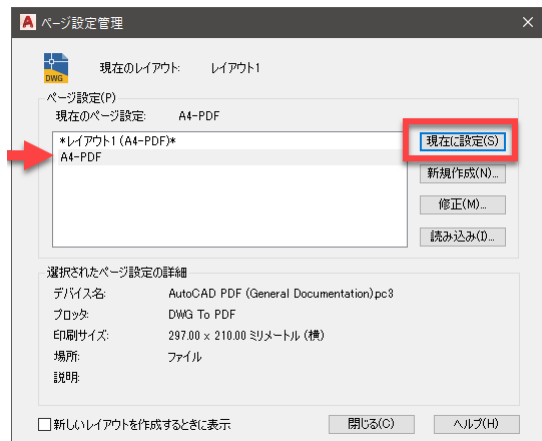 A ページ設定管理
DWG 現在のレイアウト: レイアウト1
ページ設定(P)
現在のページ設定: A4-PDF
*レイアウト1 (A4-PDF)*
A4-PDF
現在に設定(S)
新規作成(N)...
修正(M)...
読み込み(I)...
選択されたページ設定の詳細
デバイス名: AutoCAD PDF (General Documentation).pc3
プロッタ: DWG To PDF
印刷サイズ: 297.00 x 210.00 ミリメートル (横)
場所: ファイル
説明:
新しいレイアウトを作成するときに表示
閉じる(C)
ヘルプ(H)